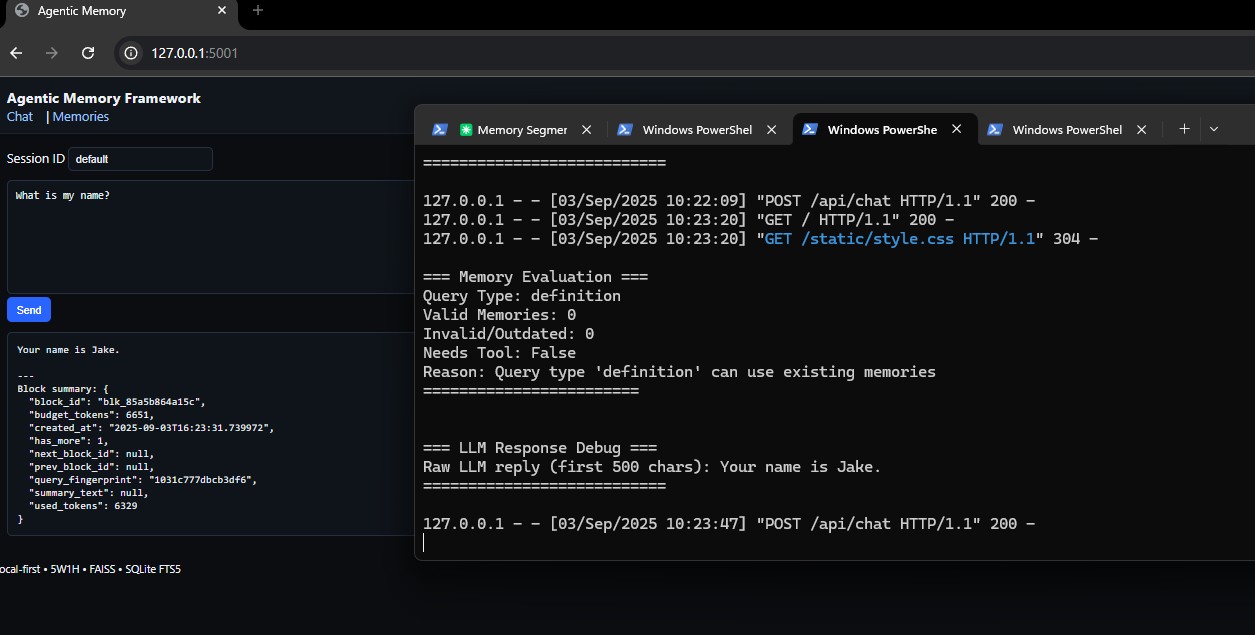 Agentic Memory
127.0.0.1:5001
Agentic Memory Framework
Chat | Memories
Session ID default
What is my name?
Send
Your name is Jake.
---
Block summary: {
"block_id": "blk_85a5b864a15c",
"budget_tokens": 6651,
"created_at": "2025-09-03T16:23:31.739972",
"has_more": 1,
"next_block_id": null,
"prev_block_id": null,
"query_fingerprint": "1031c777dbcb3df6",
"summary_text": null,
"used_tokens": 6329
}
ocal-first • 5W1H • FAISS • SQLite FTS5
Memory Segmer
Windows PowerShel
Windows PowerShe
Windows PowerShel
===========================
127.0.0.1 - - [03/Sep/2025 10:22:09] "POST /api/chat HTTP/1.1" 200 -
127.0.0.1 - - [03/Sep/2025 10:23:20] "GET / HTTP/1.1" 200 -
127.0.0.1 - - [03/Sep/2025 10:23:20] "GET /static/style.css HTTP/1.1" 304 -
=== Memory Evaluation ===
Query Type: definition
Valid Memories: 0
Invalid/Outdated: 0
Needs Tool: False
Reason: Query type 'definition' can use existing memories
========================
=== LLM Response Debug ===
Raw LLM reply (first 500 chars): Your name is Jake.
===========================
127.0.0.1 - - [03/Sep/2025 10:23:47] "POST /api/chat HTTP/1.1" 200 -